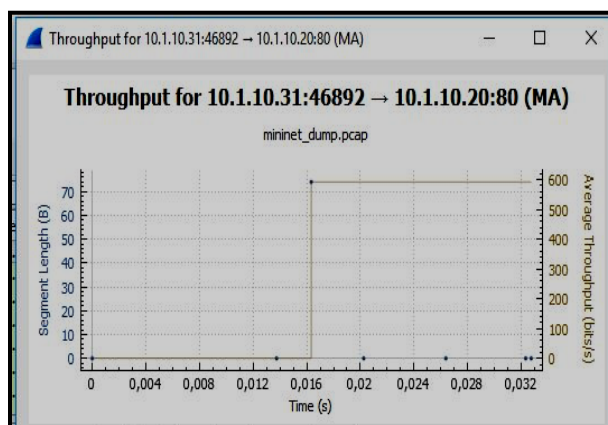 Throughput for 10.1.10.31:46892 → 10.1.10.20:80 (MA)
Throughput for 10.1.10.31:46892 → 10.1.10.20:80 (MA)
mininet_dump.pcap
Segment Length (B)
70
60
50
40
30
20
10
0
Average Throughput (bits/s)
600
500
400
300
200
100
0
0 0,004 0,008 0,012 0,016 0,02 0,024 0,028 0,032
Time (s)